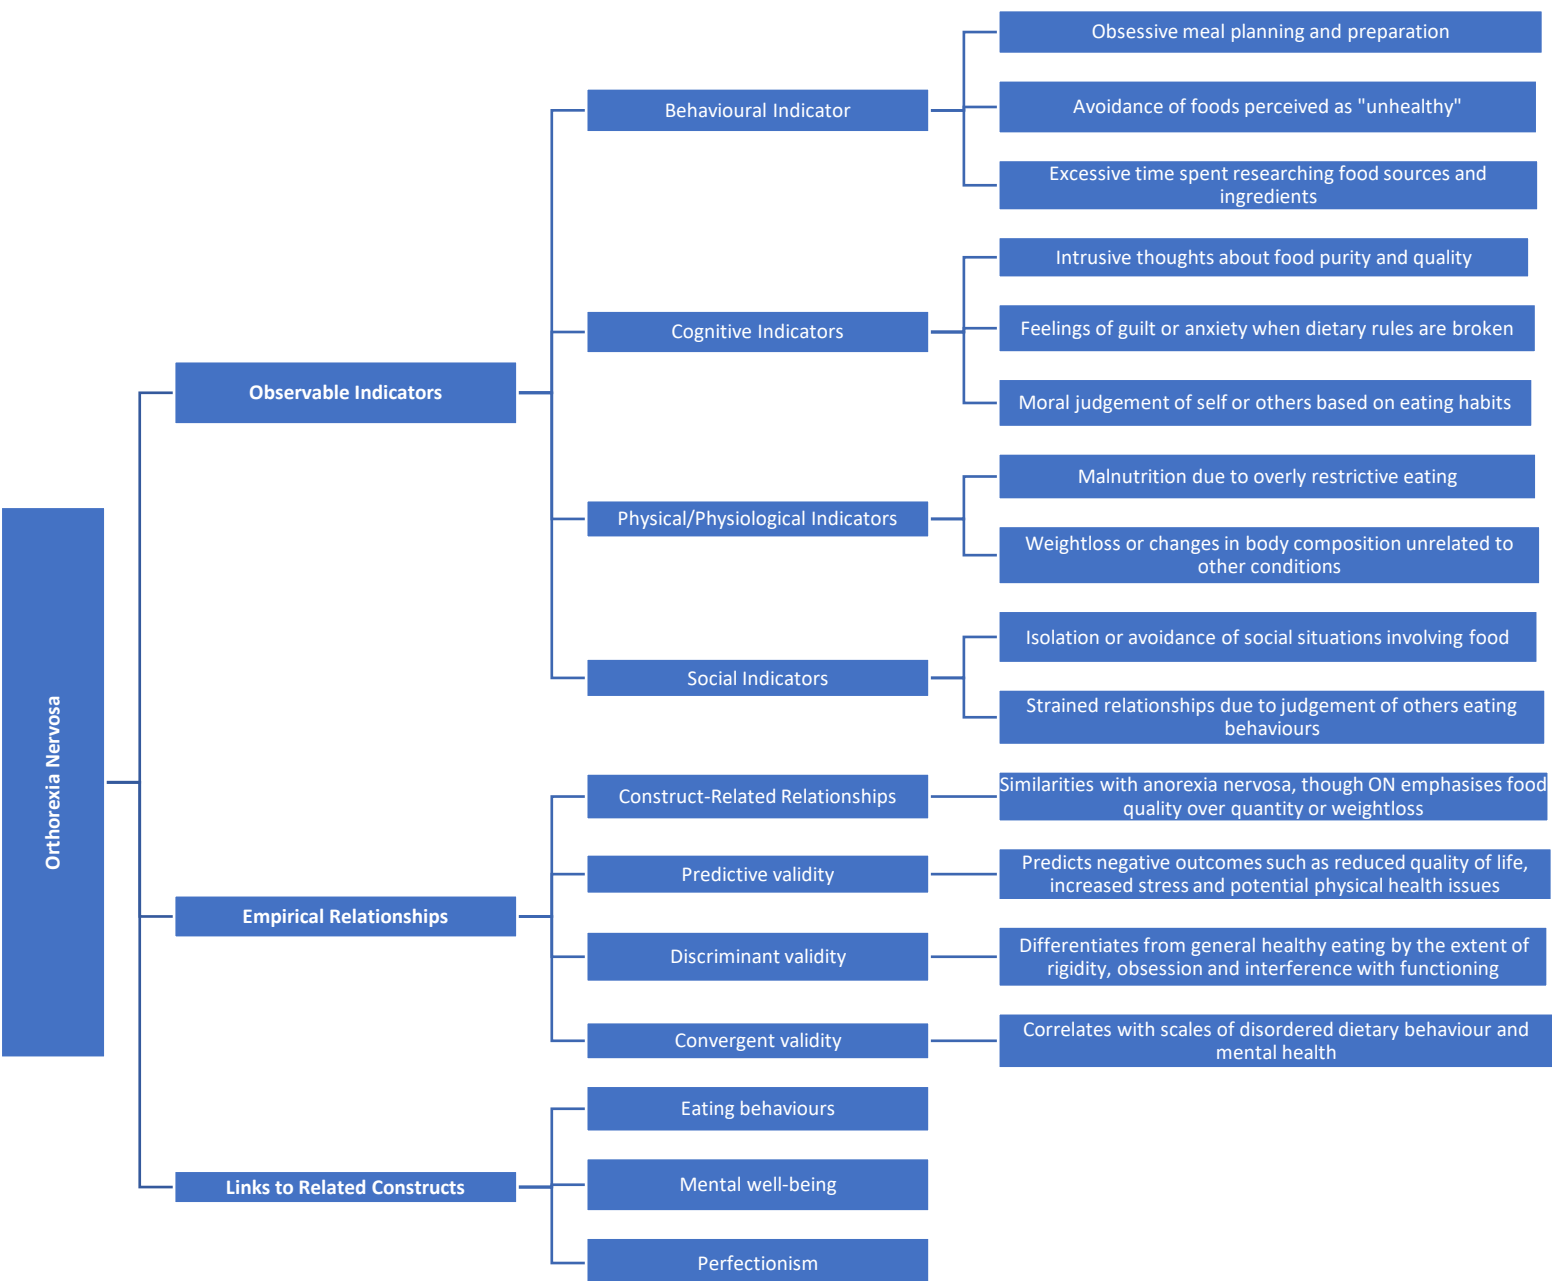 Orthorexia Nervosa
Observable Indicators
Behavioural Indicator
Obsessive meal planning and preparation
Avoidance of foods perceived as "unhealthy"
Excessive time spent researching food sources and
ingredients
Cognitive Indicators
Intrusive thoughts about food purity and quality
Feelings of guilt or anxiety when dietary rules are broken
Moral judgement of self or others based on eating habits
Physical/Physiological Indicators
Malnutrition due to overly restrictive eating
Weightloss or changes in body composition unrelated to
other conditions
Social Indicators
Isolation or avoidance of social situations involving food
Strained relationships due to judgement of others eating
behaviours
Empirical Relationships
Construct-Related Relationships
Similarities with anorexia nervosa, though ON emphasises food
quality over quantity or weightloss
Predictive validity
Predicts negative outcomes such as reduced quality of life,
increased stress and potential physical health issues
Discriminant validity
Differentiates from general healthy eating by the extent of
rigidity, obsession and interference with functioning
Convergent validity
Correlates with scales of disordered dietary behaviour and
mental health
Links to Related Constructs
Eating behaviours
Mental well-being
Perfectionism